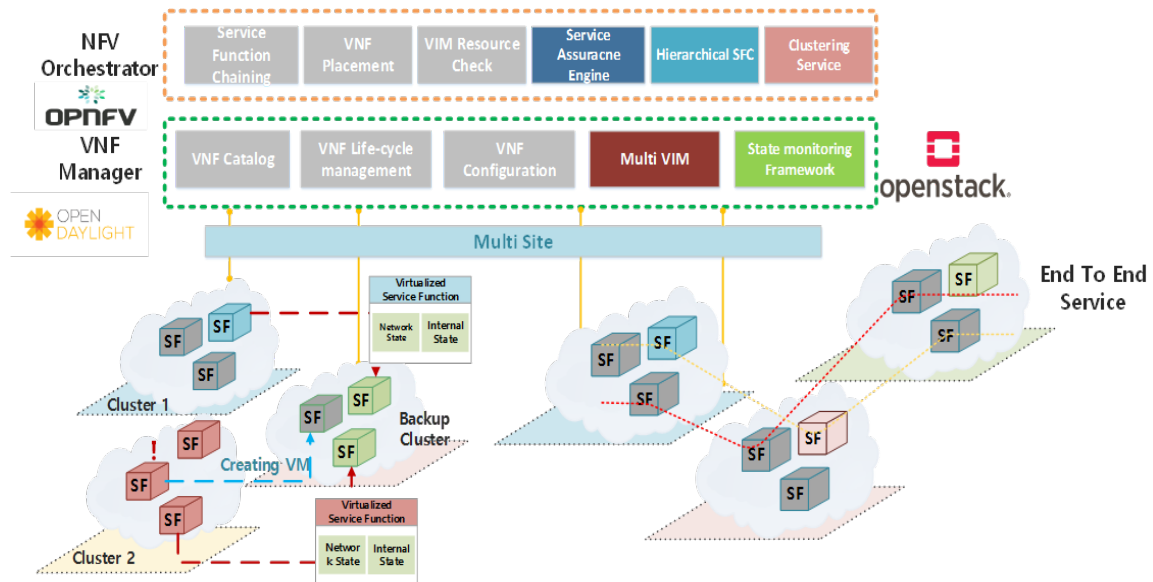 NFV
Orchestrator
Service
Function
Chaining
VNF
Placement
VIM Resource
Check
Service
Assuracne
Engine
Hierarchical SFC
Clustering
Service
OPNFV
VNF
Manager
VNF Catalog
VNF Life-cycle
management
VNF
Configuration
Multi VIM
State monitoring
Framework
openstack.®
OPEN
DAYLIGHT
Multi Site
End To End
Service
Virtualized
Service Function
Network
State
Internal
State
SF
SF
SF
Cluster 1
SF
SF
SF
Backup
Cluster
Creating VM
!
SF
SF
SF
Cluster 2
Virtualized
Service Function
Networ
k State
Internal
State
SF
SF
SF
SF
SF
SF
SF
SF
SF